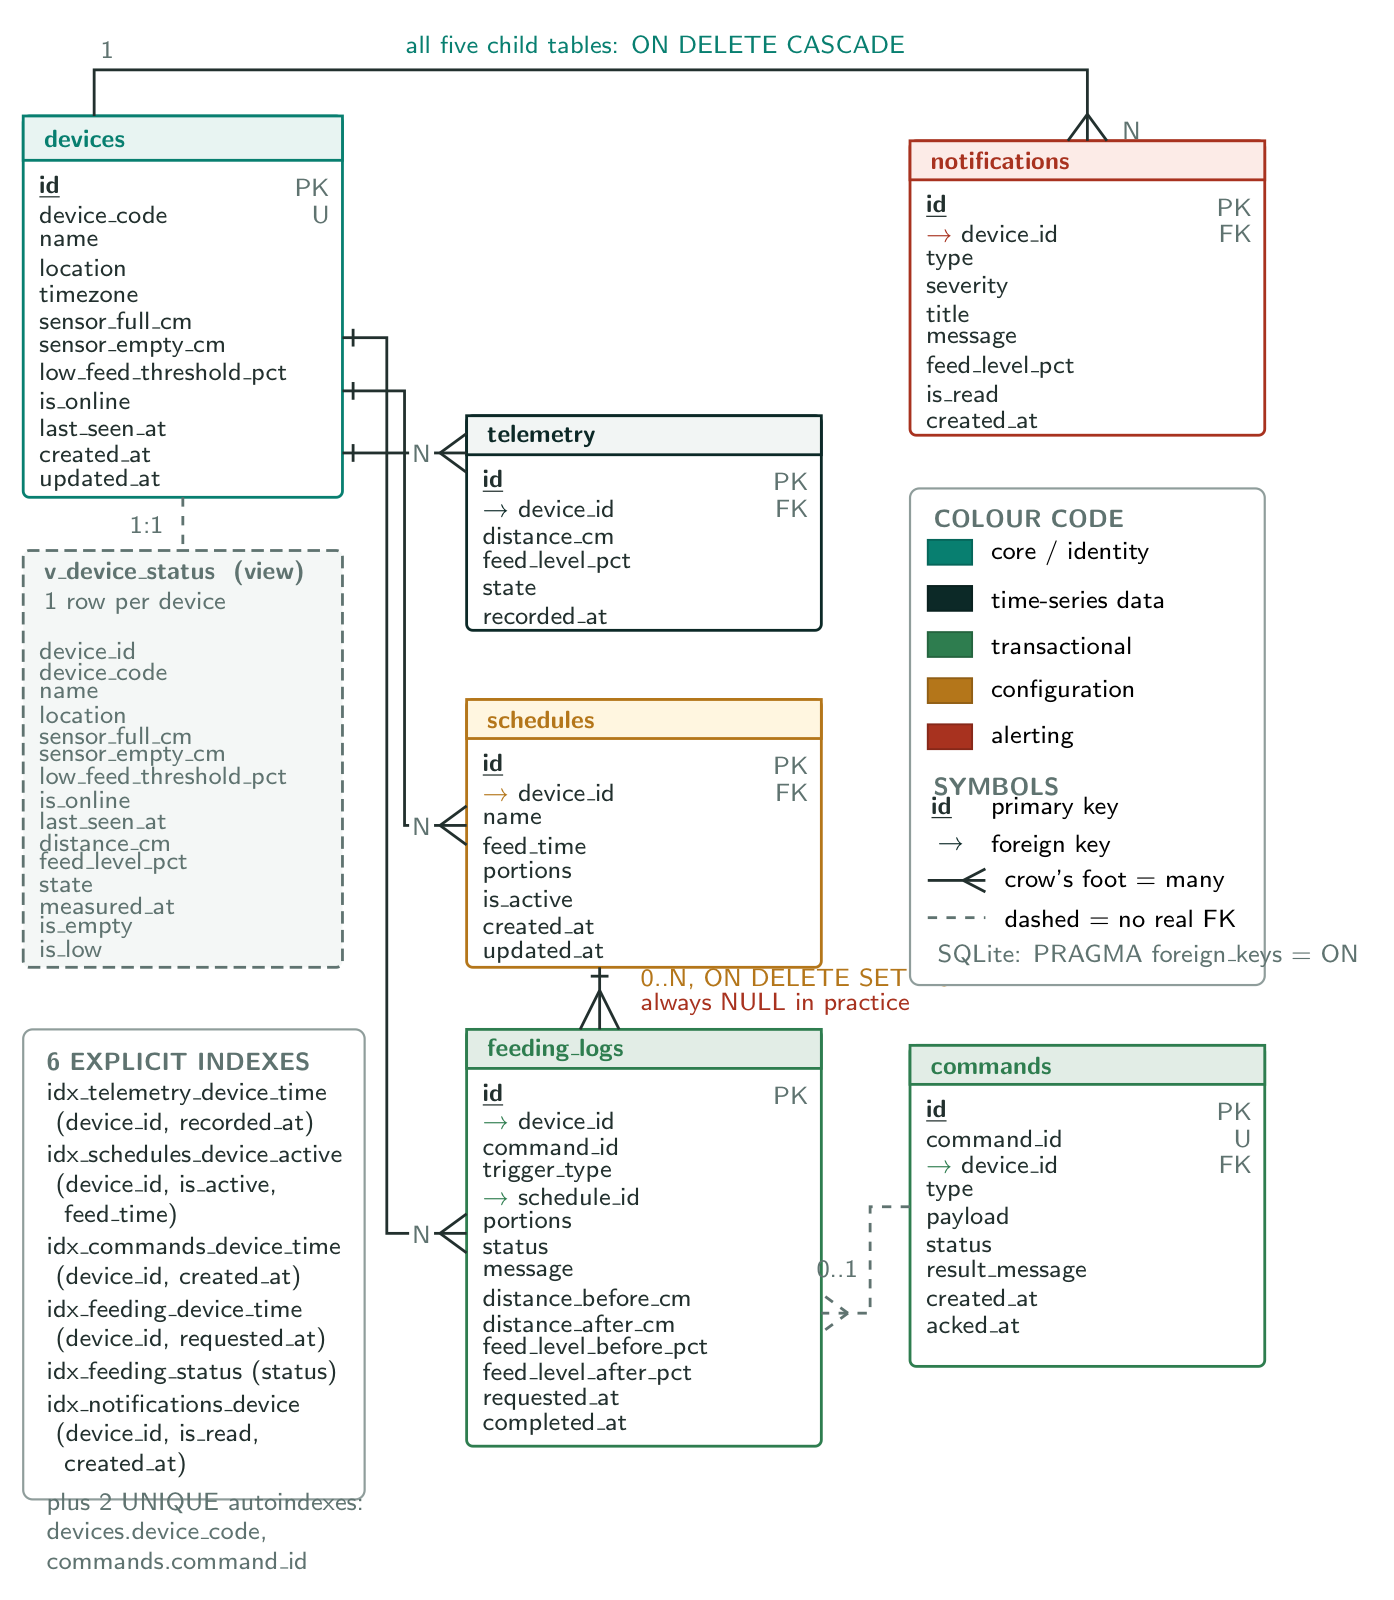 all five child tables: ON DELETE CASCADE
1
N
devices
id PK
device_code U
name
location
timezone
sensor_full_cm
sensor_empty_cm
low_feed_threshold_pct
is_online
last_seen_at
created_at
updated_at
1:1
v_device_status (view)
1 row per device
device_id
device_code
name
location
sensor_full_cm
sensor_empty_cm
low_feed_threshold_pct
is_online
last_seen_at
distance_cm
feed_level_pct
state
measured_at
is_empty
is_low
6 EXPLICIT INDEXES
idx_telemetry_device_time
(device_id, recorded_at)
idx_schedules_device_active
(device_id, is_active,
feed_time)
idx_commands_device_time
(device_id, created_at)
idx_feeding_device_time
(device_id, requested_at)
idx_feeding_status (status)
idx_notifications_device
(device_id, is_read,
created_at)
plus 2 UNIQUE autoindexes:
devices.device_code,
commands.command_id
N
telemetry
id PK
→ device_id FK
distance_cm
feed_level_pct
state
recorded_at
N
schedules
id PK
→ device_id FK
name
feed_time
portions
is_active
created_at
updated_at
0..N, ON DELETE SET
always NULL in practice
N
feeding_logs
id PK
→ device_id
command_id
trigger_type
→ schedule_id
portions
status
message
distance_before_cm
distance_after_cm
feed_level_before_pct
feed_level_after_pct
requested_at
completed_at
0..1
notifications
id PK
→ device_id FK
type
severity
title
message
feed_level_pct
is_read
created_at
COLOUR CODE
core / identity
time-series data
transactional
configuration
alerting
SYMBOLS
id primary key
→ foreign key
crow's foot = many
dashed = no real FK
SQLite: PRAGMA foreign_keys = ON
commands
id PK
command_id U
→ device_id FK
type
payload
status
result_message
created_at
acked_at